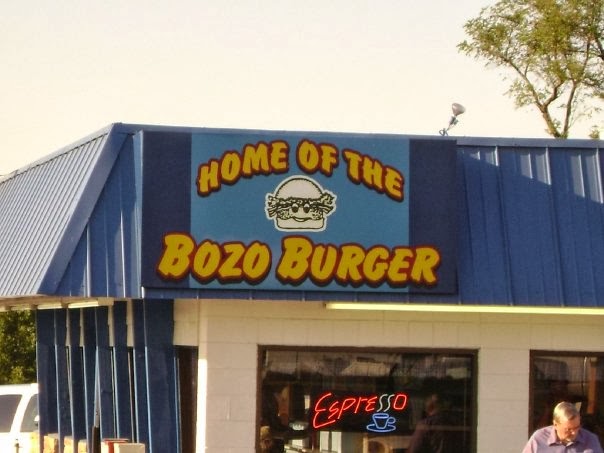 HOME OF THE
BOZO BURGER
ESPRESSO